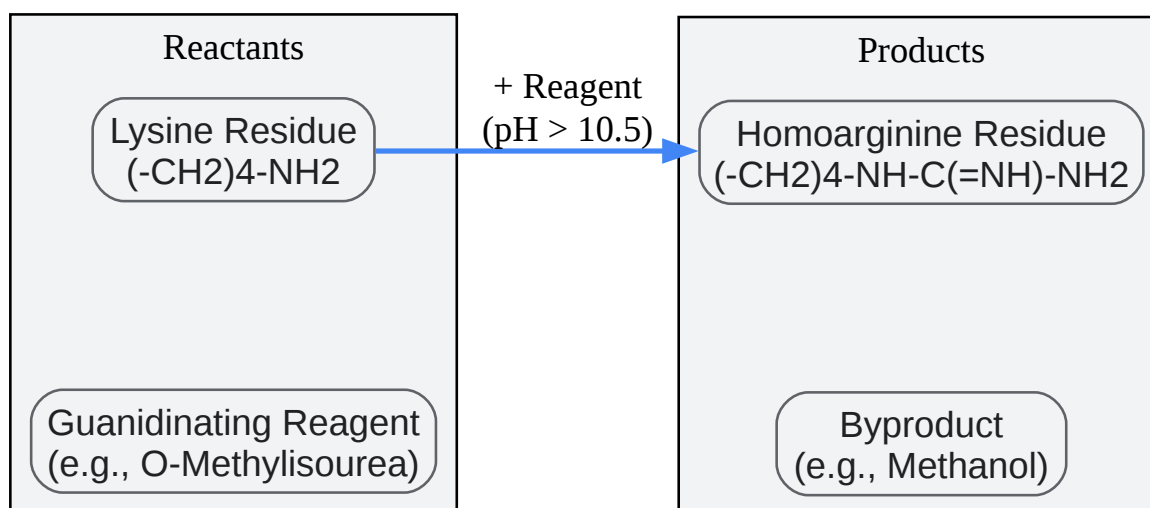 Reactants
Lysine Residue
(-CH2)4-NH2
Guanidinating Reagent
(e.g., O-Methylisourea)
+ Reagent
(pH > 10.5)
Products
Homoarginine Residue
(-CH2)4-NH-C(=NH)-NH2
Byproduct
(e.g., Methanol)